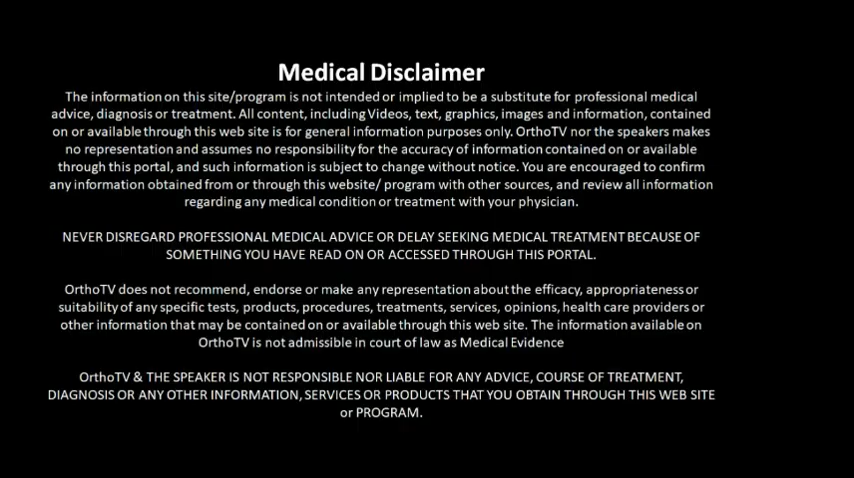 Medical Disclaimer
The information on this site/program is not intended or implied to be a substitute for professional medical
advice, diagnosis or treatment. All content, including Videos, text, graphics, images and information, contained
on or available through this web site is for general information purposes only. OrthoTV nor the speakers makes
no representation and assumes no responsibility for the accuracy of information contained on or available
through this portal, and such information is subject to change without notice. You are encouraged to confirm
any information obtained from or through this website/ program with other sources, and review all information
regarding any medical condition or treatment with your physician.
NEVER DISREGARD PROFESSIONAL MEDICAL ADVICE OR DELAY SEEKING MEDICAL TREATMENT BECAUSE OF
SOMETHING YOU HAVE READ ON OR ACCESSED THROUGH THIS PORTAL.
OrthoTV does not recommend, endorse or make any representation about the efficacy, appropriateness or
suitability of any specific tests, products, procedures, treatments, services, opinions, health care providers or
other information that may be contained on or available through this web site. The information available on
OrthoTV is not admissible in court of law as Medical Evidence
OrthoTV & THE SPEAKER IS NOT RESPONSIBLE NOR LIABLE FOR ANY ADVICE, COURSE OF TREATMENT,
DIAGNOSIS OR ANY OTHER INFORMATION, SERVICES OR PRODUCTS THAT YOU OBTAIN THROUGH THIS WEB SITE
or PROGRAM.